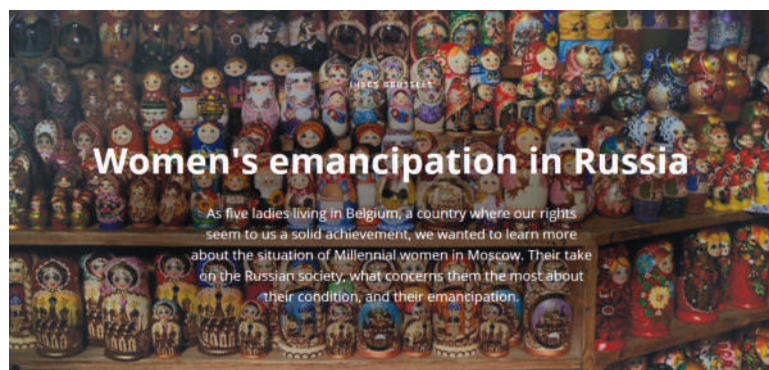 IHECS BRUSSELS
Women's emancipation in Russia
As five ladies living in Belgium, a country where our rights
seem to us a solid achievement, we wanted to learn more
about the situation of Millennial women in Moscow. Their take
on the Russian society, what concerns them the most about
their condition, and their emancipation.